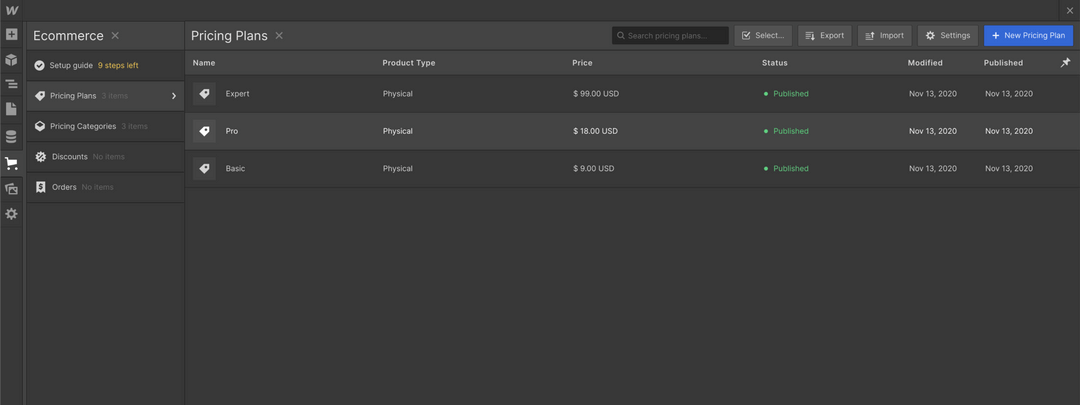 W
Ecommerce
Setup guide 9 steps left
Pricing Plans 3 items
Pricing Categories 3 items
Discounts No items
Orders No items
Pricing Plans
Search pricing plans...
Select...
Export
Import
Settings
+ New Pricing Plan
Name Product Type Price Status Modified Published
Expert Physical $ 99.00 USD Published Nov 13, 2020 Nov 13, 2020
Pro Physical $ 18.00 USD Published Nov 13, 2020 Nov 13, 2020
Basic Physical $ 9.00 USD Published Nov 13, 2020 Nov 13, 2020